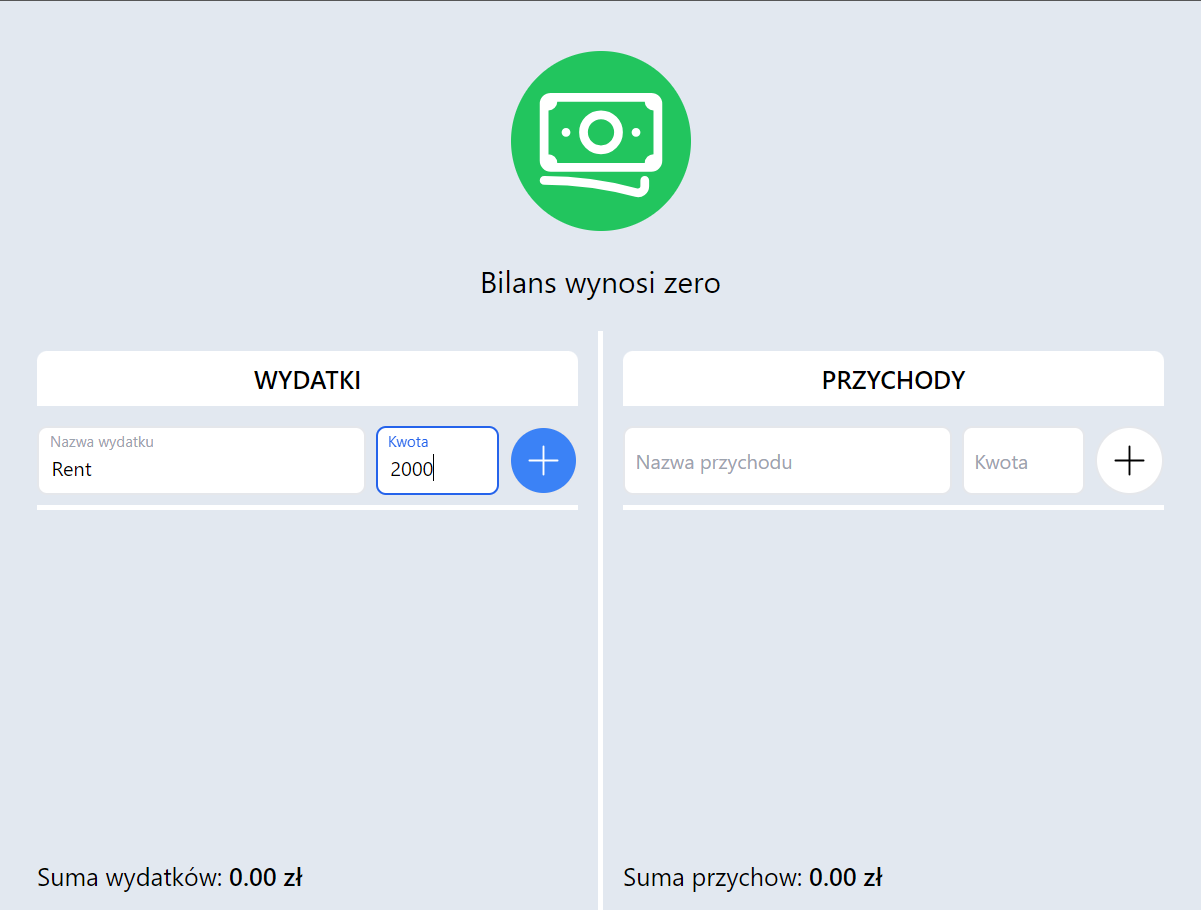 Bilans wynosi zero
WYDATKI
Nazwa wydatku
Rent
Kwota
2000
Suma wydatków: 0.00 zł
PRZYCHODY
Nazwa przychodu
Kwota
Suma przychow: 0.00 zł